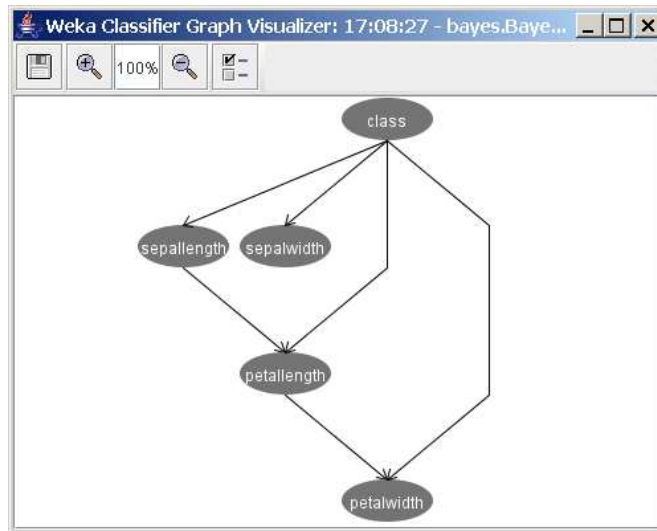 Weka Classifier Graph Visualizer: 17:08:27 - bayes.Baye...
100%
class
sepallength sepalwidth
petallength
petalwidth